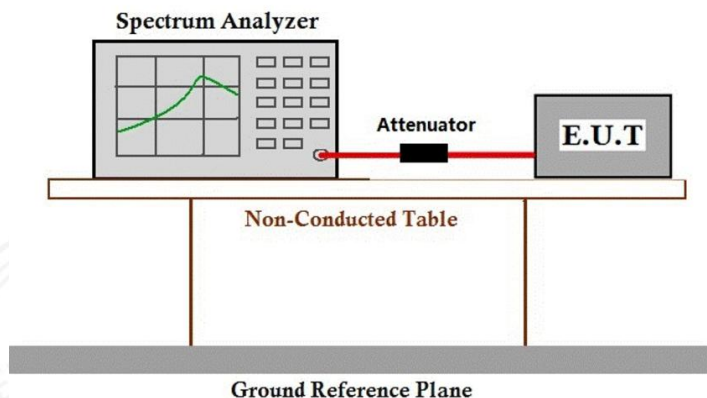 Spectrum Analyzer
Attenuator
E.U.T
Non-Conducted Table
Ground Reference Plane